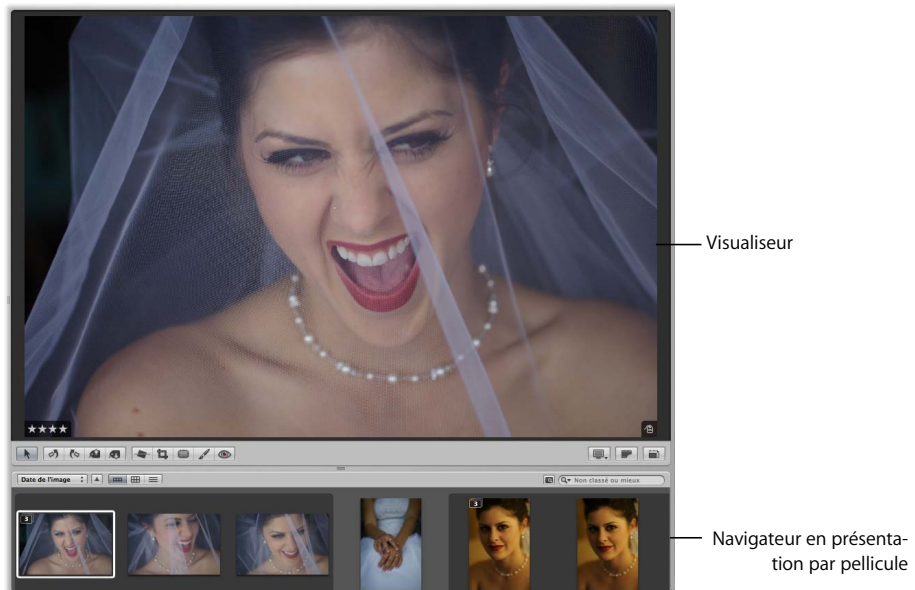 Visualiseur
Date de l'image
Non classé ou mieux
3
3
Navigateur en présenta-
tion par pellicule